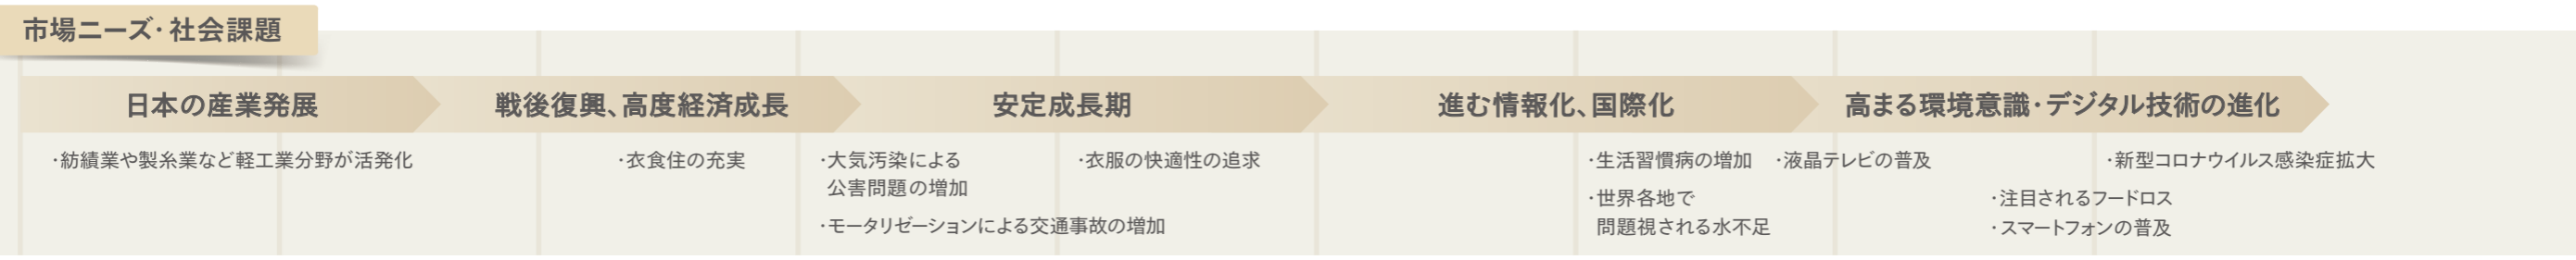 市場ニーズ・社会課題
日本の産業発展
戦後復興、高度経済成長
安定成長期
進む情報化、国際化
高まる環境意識・デジタル技術の進化
・紡績業や製糸業など軽工業分野が活発化
・衣食住の充実
・大気汚染による
公害問題の増加
・モータリゼーションによる交通事故の増加
・衣服の快適性の追求
・生活習慣病の増加
・世界各地で
問題視される水不足
・液晶テレビの普及
・注目されるフードロス
・スマートフォンの普及
・新型コロナウイルス感染症拡大